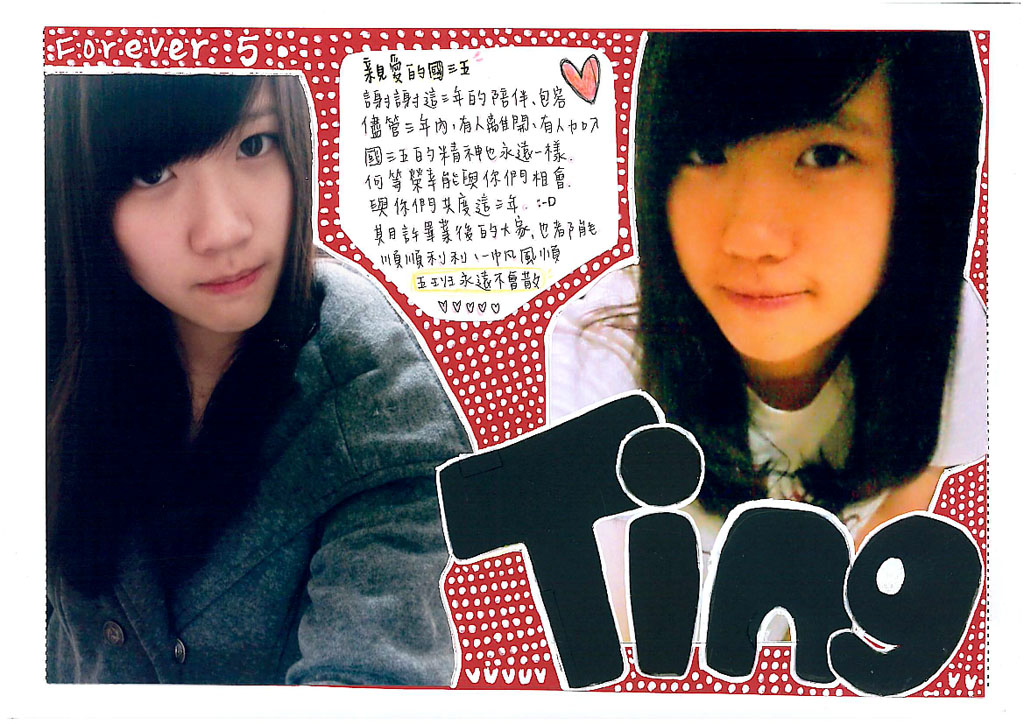 Forever 5.
親愛的國三五
謝謝這三年的陪伴、包容
儘管三年內,有人離開、有人加入
國三五的精神也永遠一樣.
何等榮幸能與你們相會.
與你們共度這三年. :-D
期許畢業後的大家,也都能
順順利利、一帆風順
五班永遠不會散
Ting